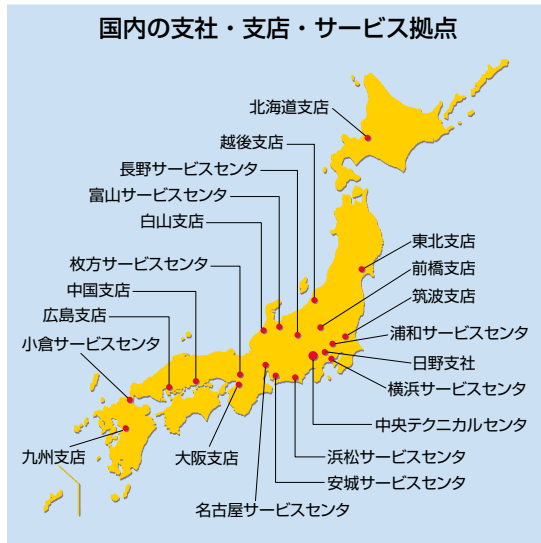 国内の支社・支店・サービス拠点
北海道支店
越後支店
長野サービスセンタ
富山サービスセンタ
白山支店
枚方サービスセンタ
中国支店
広島支店
小倉サービスセンタ
東北支店
前橋支店
筑波支店
浦和サービスセンタ
日野支社
横浜サービスセンタ
中央テクニカルセンタ
浜松サービスセンタ
安城サービスセンタ
名古屋サービスセンタ
大阪支店
九州支店